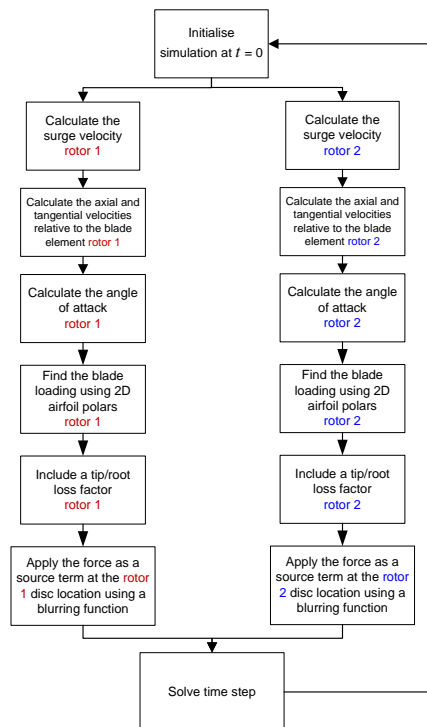 Initialise
simulation at t = 0
Calculate the
surge velocity
rotor 1
Calculate the axial and
tangential velocities
relative to the blade
element rotor 1
Calculate the angle
of attack
rotor 1
Find the blade
loading using 2D
airfoil polars
rotor 1
Include a tip/root
loss factor
rotor 1
Apply the force as a
source term at the rotor
1 disc location using a
blurring function
Calculate the
surge velocity
rotor 2
Calculate the axial and
tangential velocities
relative to the blade
element rotor 2
Calculate the angle
of attack
rotor 2
Find the blade
loading using 2D
airfoil polars
rotor 2
Include a tip/root
loss factor
rotor 2
Apply the force as a
source term at the rotor
2 disc location using a
blurring function
Solve time step